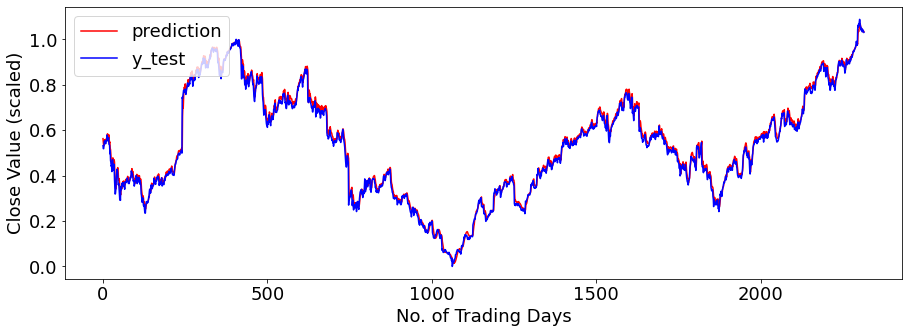 prediction
y_test
Close Value (scaled)
1.0
0.8
0.6
0.4
0.2
0.0
0 500 1000 1500 2000
No. of Trading Days